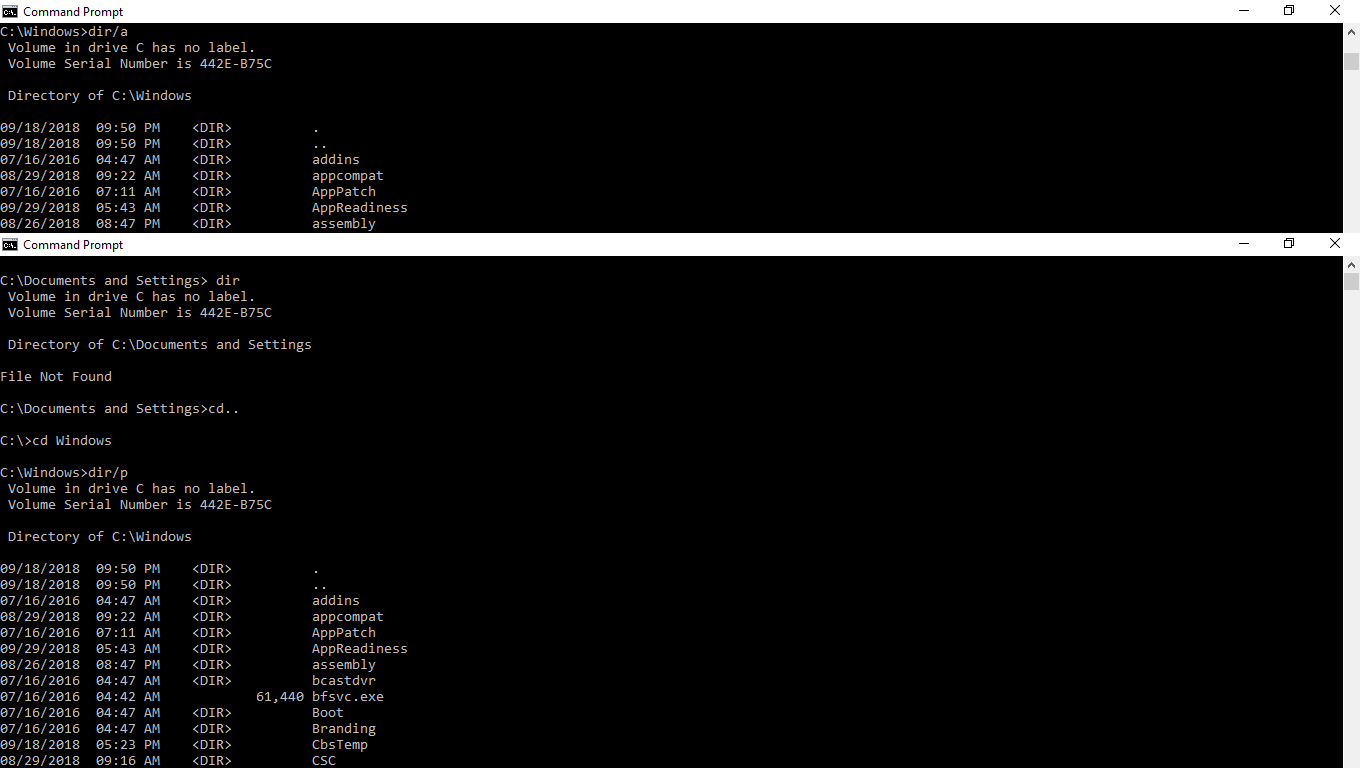 Command Prompt
C:\Windows>dir/a
 Volume in drive C has no label.
 Volume Serial Number is 442E-B75C
 Directory of C:\Windows
09/18/2018  09:50 PM    <DIR>          .
09/18/2018  09:50 PM    <DIR>          ..
07/16/2016  04:47 AM    <DIR>          addins
08/29/2018  09:22 AM    <DIR>          appcompat
07/16/2016  07:11 AM    <DIR>          AppPatch
09/29/2018  05:43 AM    <DIR>          AppReadiness
08/26/2018  08:47 PM    <DIR>          assembly
Command Prompt
C:\Documents and Settings> dir
 Volume in drive C has no label.
 Volume Serial Number is 442E-B75C
 Directory of C:\Documents and Settings
File Not Found
C:\Documents and Settings>cd..
C:\>cd Windows
C:\Windows>dir/p
 Volume in drive C has no label.
 Volume Serial Number is 442E-B75C
 Directory of C:\Windows
09/18/2018  09:50 PM    <DIR>          .
09/18/2018  09:50 PM    <DIR>          ..
07/16/2016  04:47 AM    <DIR>          addins
08/29/2018  09:22 AM    <DIR>          appcompat
07/16/2016  07:11 AM    <DIR>          AppPatch
09/29/2018  05:43 AM    <DIR>          AppReadiness
08/26/2018  08:47 PM    <DIR>          assembly
07/16/2016  04:47 AM    <DIR>          bcastdvr
07/16/2016  04:42 AM            61,440 bfsvc.exe
07/16/2016  04:47 AM    <DIR>          Boot
07/16/2016  04:47 AM    <DIR>          Branding
09/18/2018  05:23 PM    <DIR>          CbsTemp
08/29/2018  09:16 AM    <DIR>          CSC